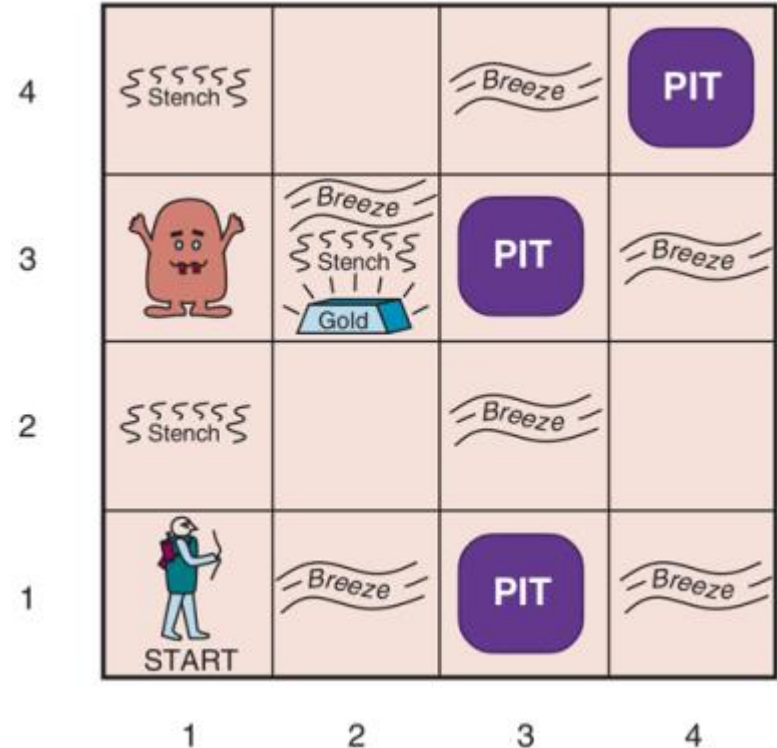 4
Stench
Breeze
PIT
3
Breeze
Stench
Gold
PIT
Breeze
2
Stench
Breeze
1
START
Breeze
PIT
Breeze
1 2 3 4